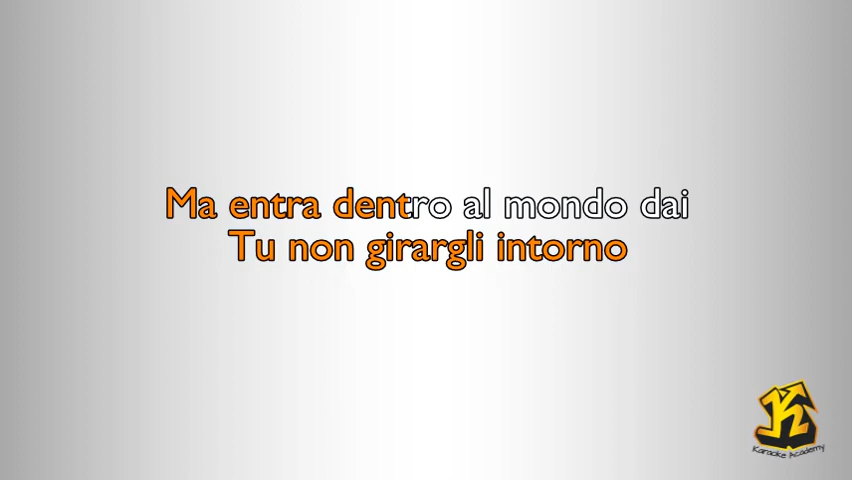 Ma entra dentro al mondo dai
Tu non girargli intorno
K
Karaoke Academy